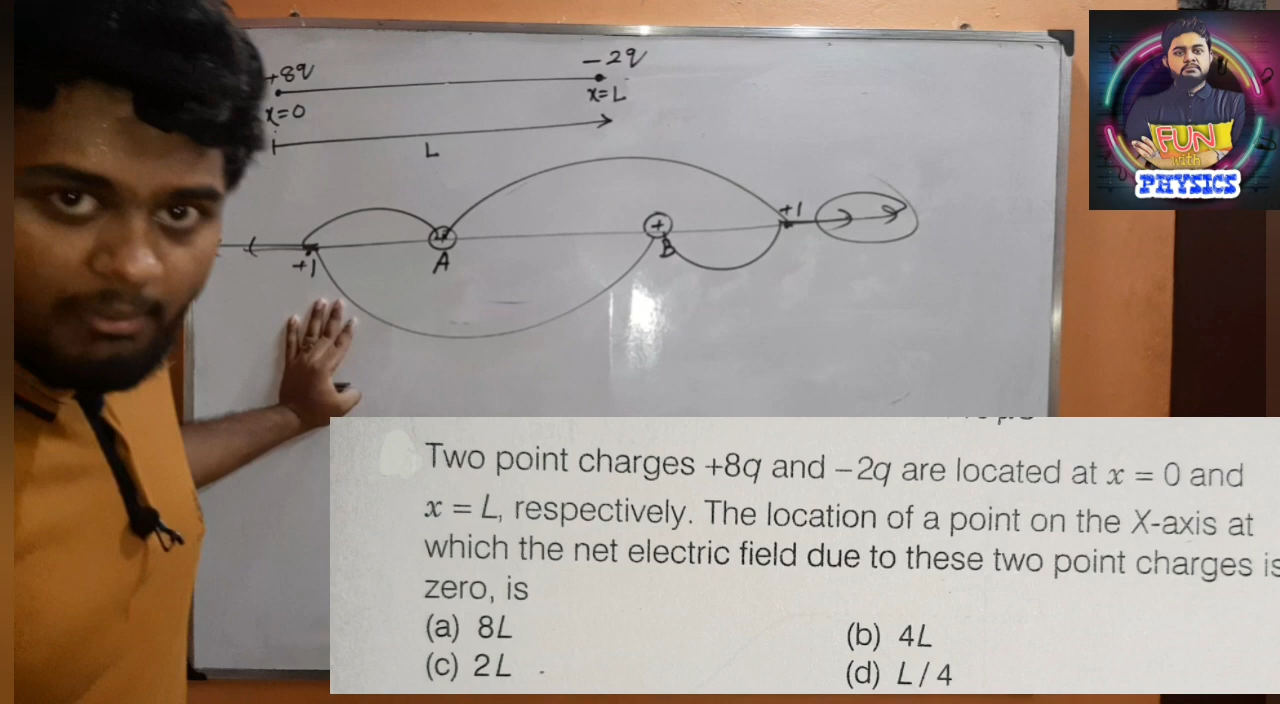 +8q
-2q
x=0
x=L
L
+1
+
+1
A
B
FUN
with
PHYSICS
Two point charges +8q and –2q are located at x = 0 and
x = L, respectively. The location of a point on the X-axis at
which the net electric field due to these two point charges is
zero, is
(a) 8L
(b) 4L
(c) 2L
(d) L/4